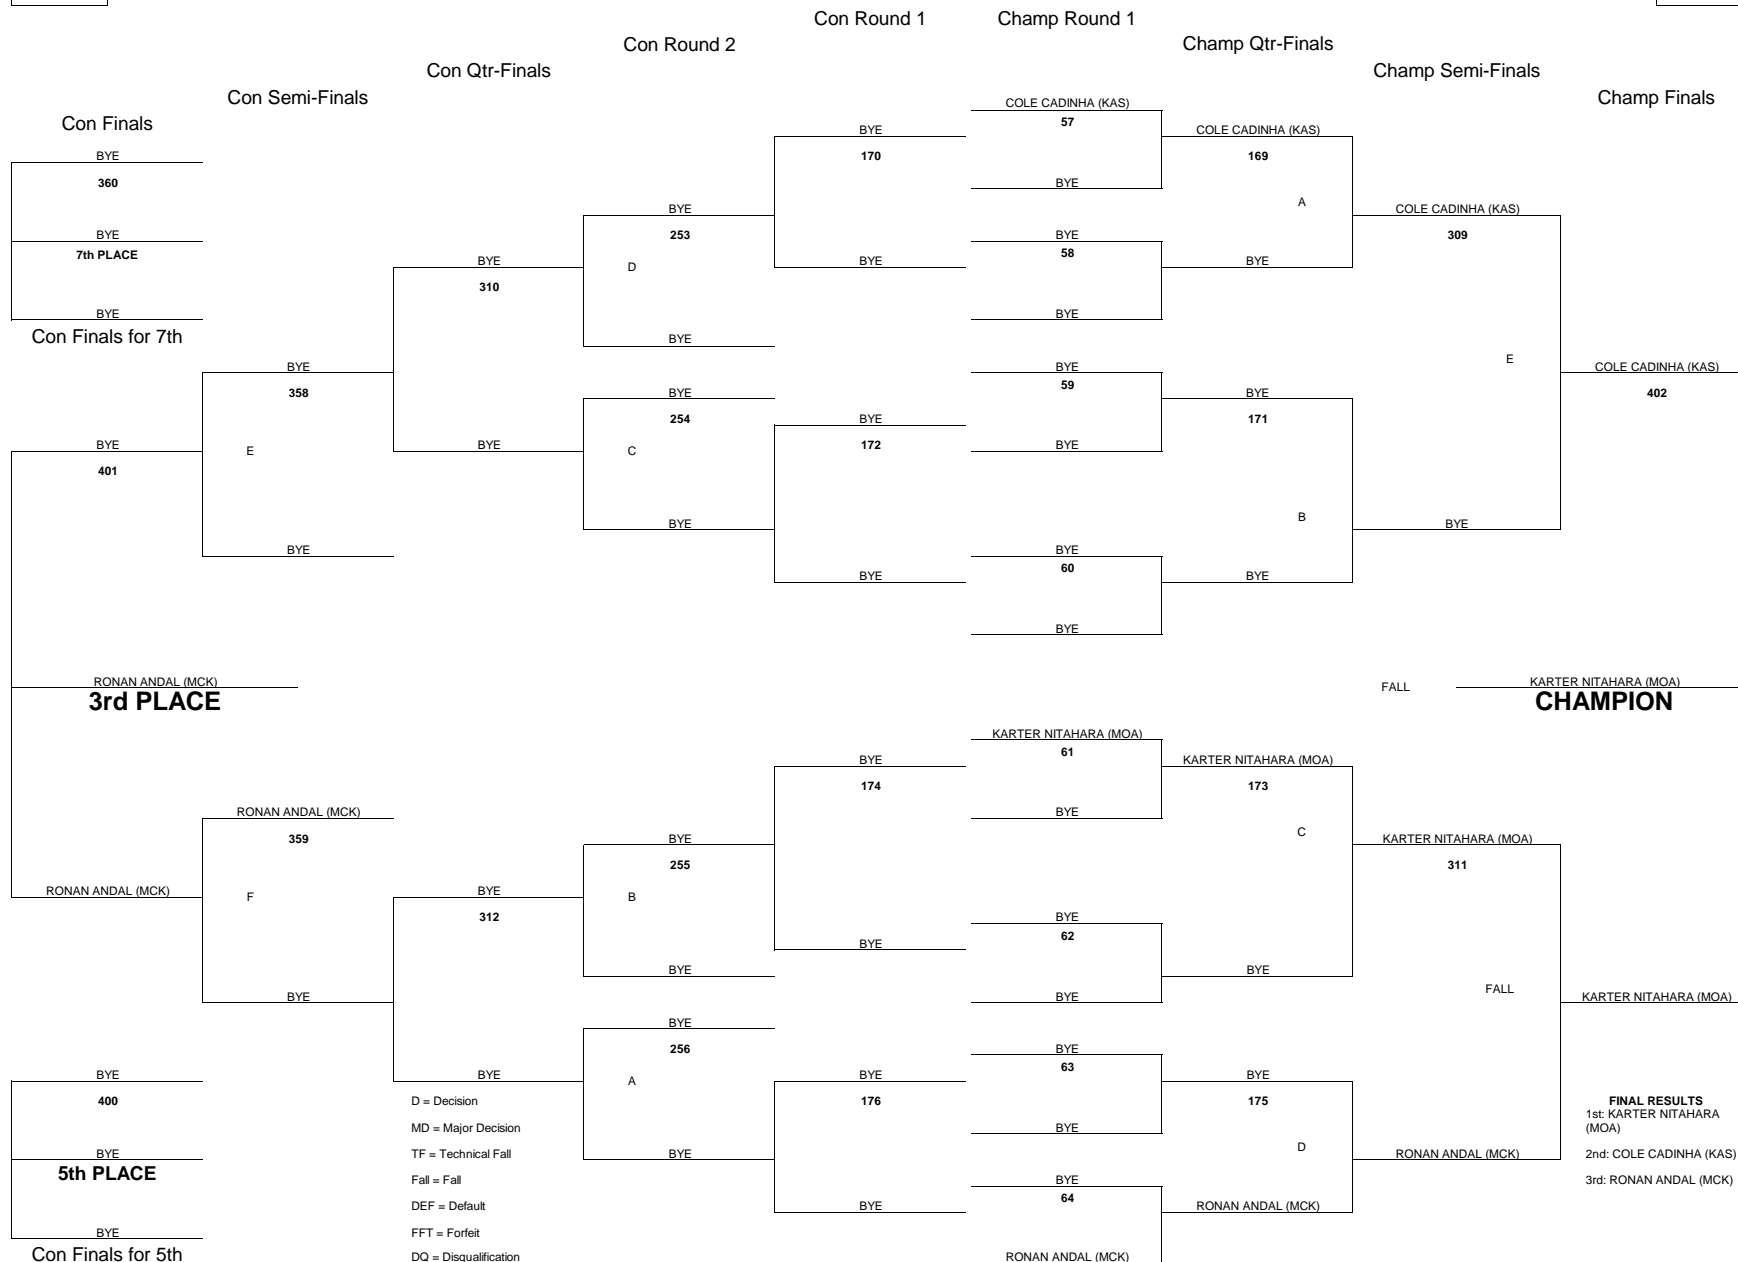 Con Round 1
Champ Round 1
Con Round 2
Champ Qtr-Finals
Con Qtr-Finals
Champ Semi-Finals
Con Semi-Finals
Champ Finals
Con Finals
COLE CADINHA (KAS)
57
BYE
COLE CADINHA (KAS)
BYE
170
169
BYE
360
BYE
A
BYE
COLE CADINHA (KAS)
BYE
BYE
253
309
7th PLACE
58
BYE
D
BYE
BYE
310
BYE
BYE
Con Finals for 7th
BYE
E
BYE
BYE
COLE CADINHA (KAS)
358
59
402
BYE
BYE
254
BYE
171
BYE
E
BYE
C
172
BYE
401
B
BYE
BYE
BYE
BYE
60
BYE
BYE
BYE
RONAN ANDAL (MCK)
3rd PLACE
FALL
KARTER NITAHARA (MOA)
CHAMPION
KARTER NITAHARA (MOA)
61
BYE
KARTER NITAHARA (MOA)
174
173
RONAN ANDAL (MCK)
BYE
C
359
BYE
KARTER NITAHARA (MOA)
255
311
RONAN ANDAL (MCK)
F
BYE
B
312
BYE
62
BYE
BYE
BYE
BYE
BYE
FALL
KARTER NITAHARA (MOA)
BYE
256
BYE
63
BYE
BYE
A
BYE
BYE
400
D = Decision
176
175
FINAL RESULTS
1st: KARTER NITAHARA
(MOA)
MD = Major Decision
BYE
BYE
TF = Technical Fall
BYE
D
RONAN ANDAL (MCK)
2nd: COLE CADINHA (KAS)
5th PLACE
Fall = Fall
BYE
3rd: RONAN ANDAL (MCK)
64
DEF = Default
BYE
RONAN ANDAL (MCK)
BYE
FFT = Forfeit
Con Finals for 5th
DQ = Disqualification
RONAN ANDAL (MCK)